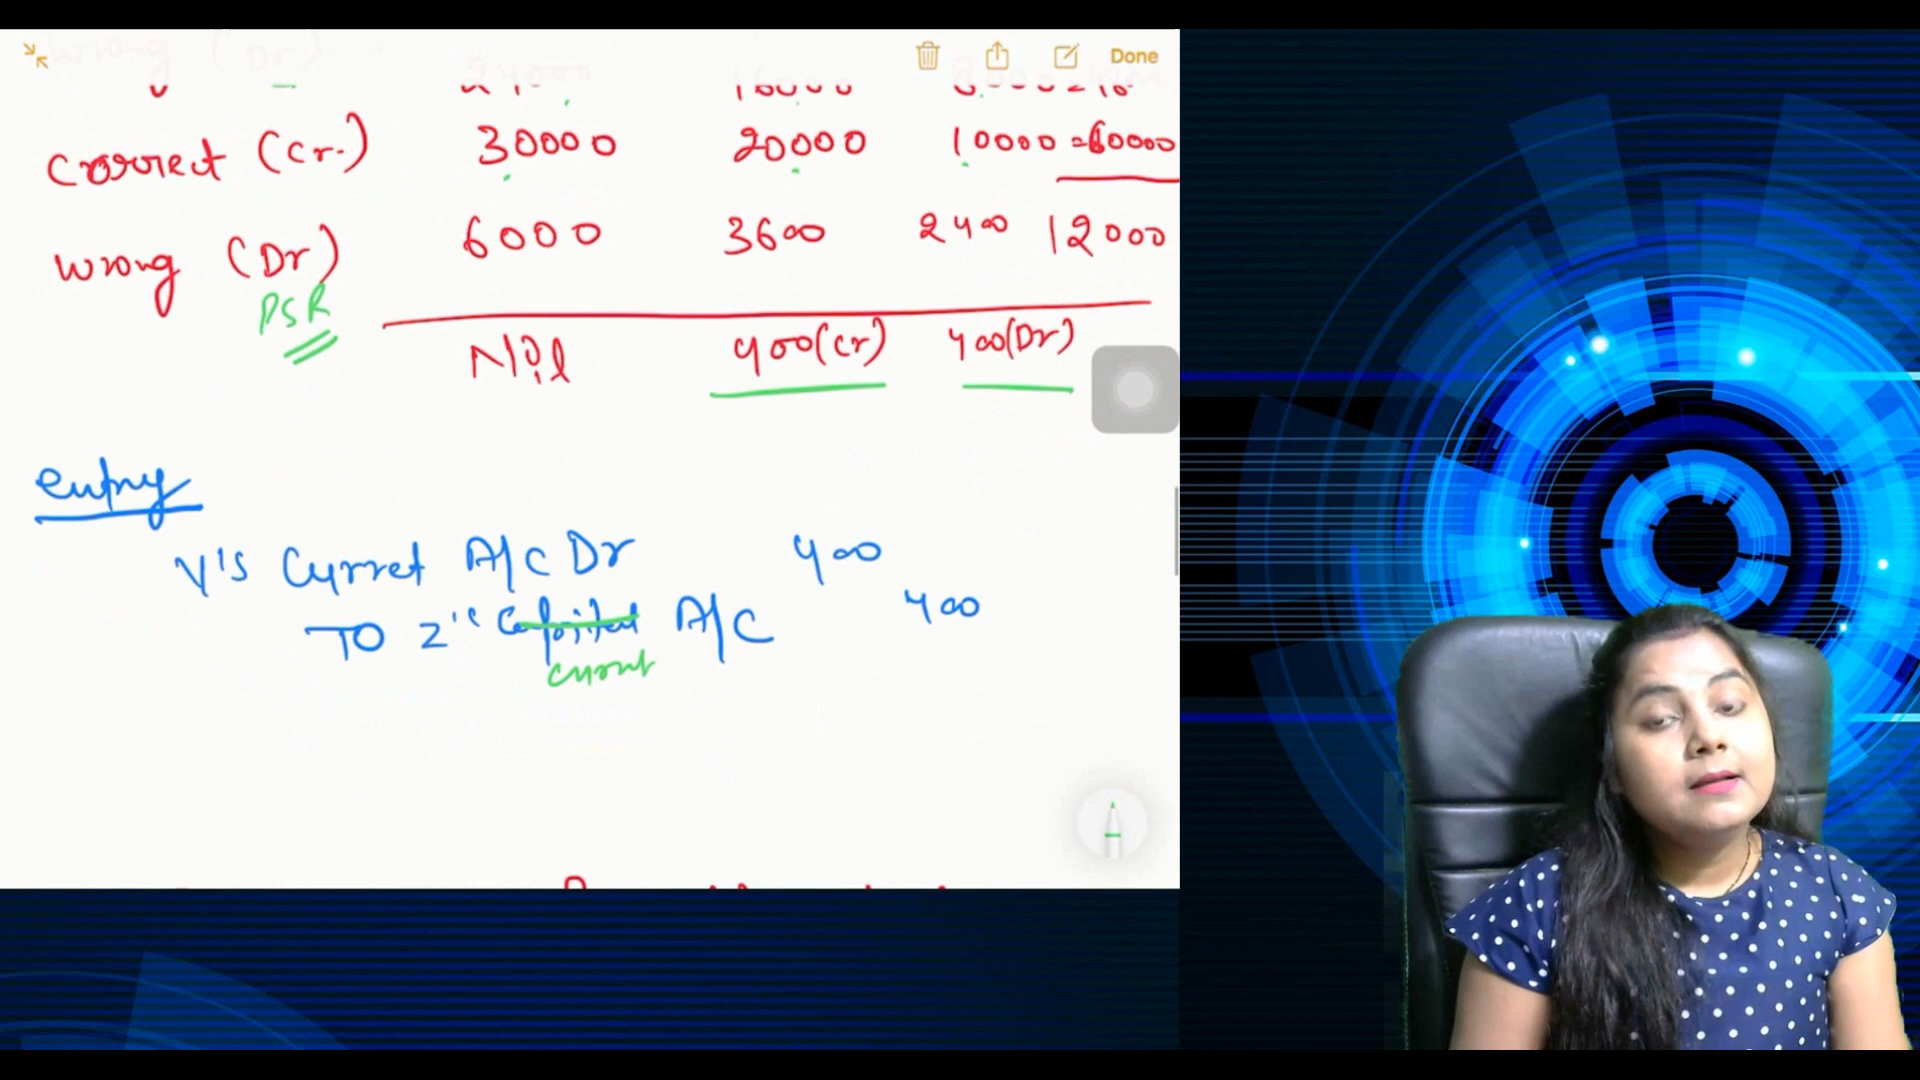 Done
Correct (Cr.) 30000 20000 10000 = 60000
Wrong (Dr) 6000 3600 2400 12000
PSR
Nil 400(Cr) 400(Dr)
Entry
Y's Curret A/C Dr 400
TO Z's Capital A/C 400
Current